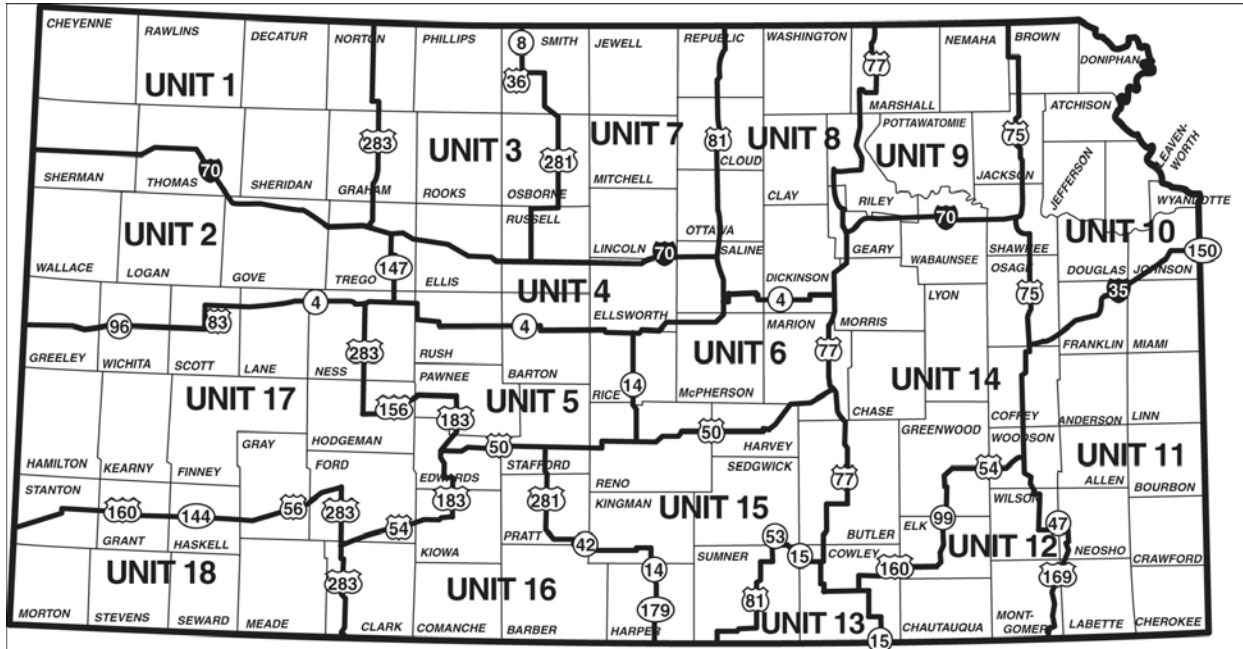 CHEYENNE
RAWLINS
DECATUR
NORTON
PHILLIPS
8
SMITH
JEWELL
REPUBLIC
WASHINGTON
77
NEMAHA
BROWN
DONIPHAN
UNIT 1
36
MARSHALL
ATCHISON
283
UNIT 3
281
UNIT 7
81
UNIT 8
POTTAWATOMIE
UNIT 9
75
LEAVEN-
WORTH
70
CLOUD
JACKSON
JEFFERSON
SHERMAN
THOMAS
SHERIDAN
GRAHAM
ROOKS
OSBORNE
MITCHELL
CLAY
RILEY
WYANDOTTE
RUSSELL
70
UNIT 2
OTTAWA
UNIT 10
LINCOLN
70
SALINE
GEARY
SHAWNEE
150
WALLACE
LOGAN
GOVE
TREGO
147
ELLIS
DICKINSON
WABAUNSEE
OSAGE
DOUGLAS
JOHNSON
UNIT 4
LYON
75
35
96
83
4
4
ELLSWORTH
4
MARION
MORRIS
GREELEY
WICHITA
SCOTT
LANE
NESS
283
RUSH
BARTON
UNIT 6
77
FRANKLIN
MIAMI
PAWNEE
14
UNIT 17
156
183
UNIT 5
RICE
McPHERSON
UNIT 14
CHASE
COFFEY
ANDERSON
LINN
50
50
GRAY
HODGEMAN
HARVEY
GREENWOOD
WOODSON
HAMILTON
KEARNY
FINNEY
FORD
EDWARDS
STAFFORD
RENO
SEDGWICK
54
UNIT 11
STANTON
77
ALLEN
BOURBON
160
144
56
283
183
281
KINGMAN
UNIT 15
WILSON
54
99
47
GRANT
HASKELL
KIOWA
PRATT
42
SUMNER
53
15
BUTLER
ELK
UNIT 12
NEOSHO
CRAWFORD
COWLEY
UNIT 18
283
UNIT 16
14
160
169
81
179
MORTON
STEVENS
SEWARD
MEADE
CLARK
COMANCHE
BARBER
HARPER
UNIT 13
15
CHAUTAUQUA
MONT-
GOMERY
LABETTE
CHEROKEE